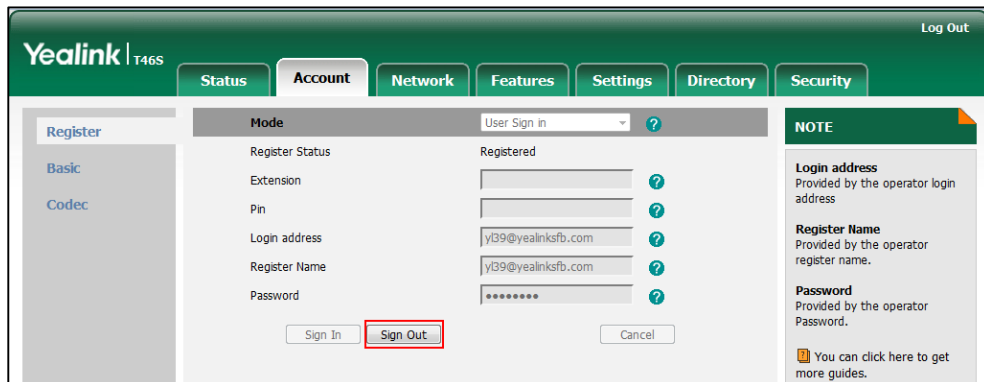 Log Out
Yealink T46S
Status Account Network Features Settings Directory Security
Register
Basic
Codec
Mode User Sign in
Register Status Registered
Extension
Pin
Login address yl39@yealinksfb.com
Register Name yl39@yealinksfb.com
Password ••••••••
Sign In Sign Out Cancel
NOTE
Login address
Provided by the operator login
address
Register Name
Provided by the operator
register name.
Password
Provided by the operator
Password.
You can click here to get
more guides.